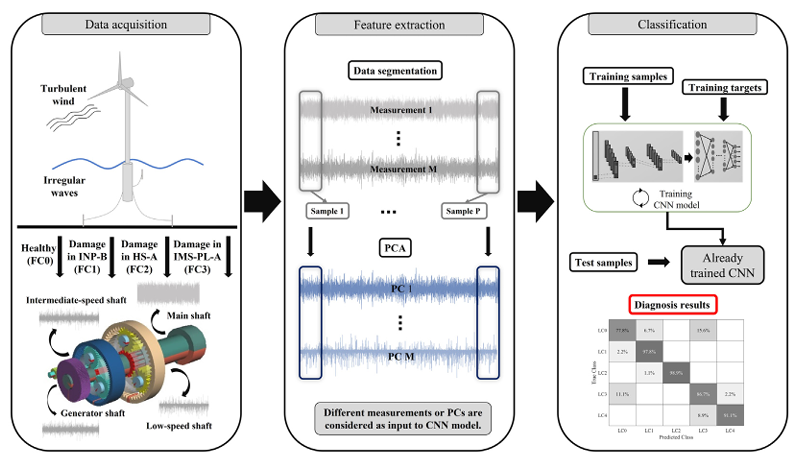 Data acquisition
Turbulent
wind
Irregular
waves
Healthy
(FC0)
Damage
in INP-B
(FC1)
Damage
in HS-A
(FC2)
Damage in
IMS-PL-A
(FC3)
Intermediate-speed shaft
Main shaft
Generator shaft
Low-speed shaft
Feature extraction
Data segmentation
Measurement 1
Measurement M
Sample 1
Sample P
PCA
PC 1
PC M
Different measurements or PCs are
considered as input to CNN model.
Classification
Training samples
Training targets
Training
CNN model
Test samples
Already
trained CNN
Diagnosis results
True Class
LC0 77.8% 6.7% 15.6%
LC1 2.2% 97.8%
LC2 1.1% 98.9%
LC3 11.1% 86.7% 2.2%
LC4 8.9% 91.1%
LC0 LC1 LC2 LC3 LC4
Predicted Class